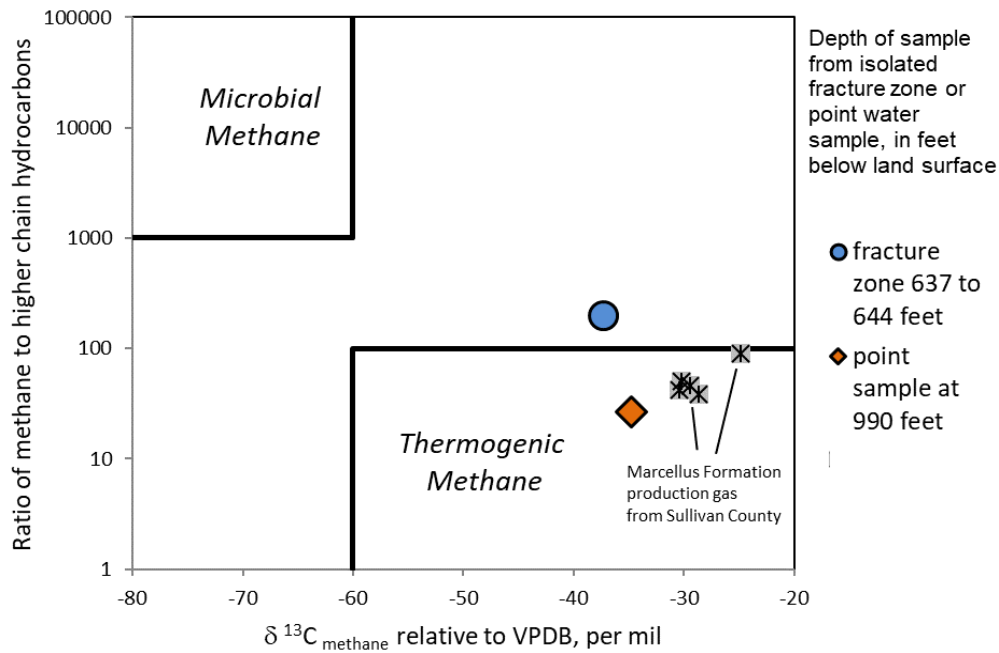 Ratio of methane to higher chain hydrocarbons
100000
10000
1000
100
10
1
Microbial
Methane
Thermogenic
Methane
Marcellus Formation
production gas
from Sullivan County
-80
-70
-60
-50
-40
-30
-20
δ ¹³C methane relative to VPDB, per mil
Depth of sample
from isolated
fracture zone or
point water
sample, in feet
below land surface
fracture
zone 637 to
644 feet
point
sample at
990 feet